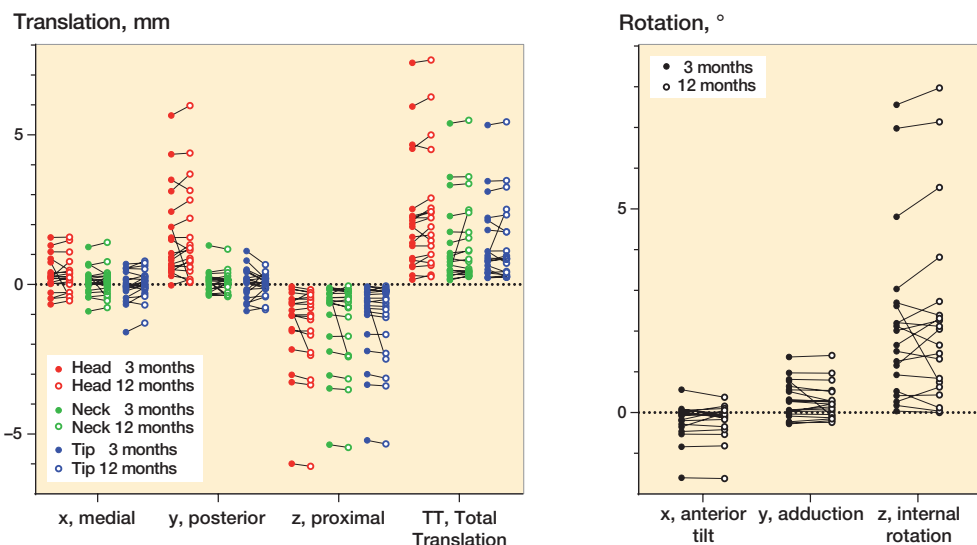 Translation, mm
5
–5
Head 3 months
Head 12 months
Neck 3 months
Neck 12 months
Tip 3 months
Tip 12 months
x, medial
y, posterior
z, proximal
TT, Total
Translation
Rotation, °
3 months
12 months
5
0
x, anterior
tilt
y, adduction
z, internal
rotation
0